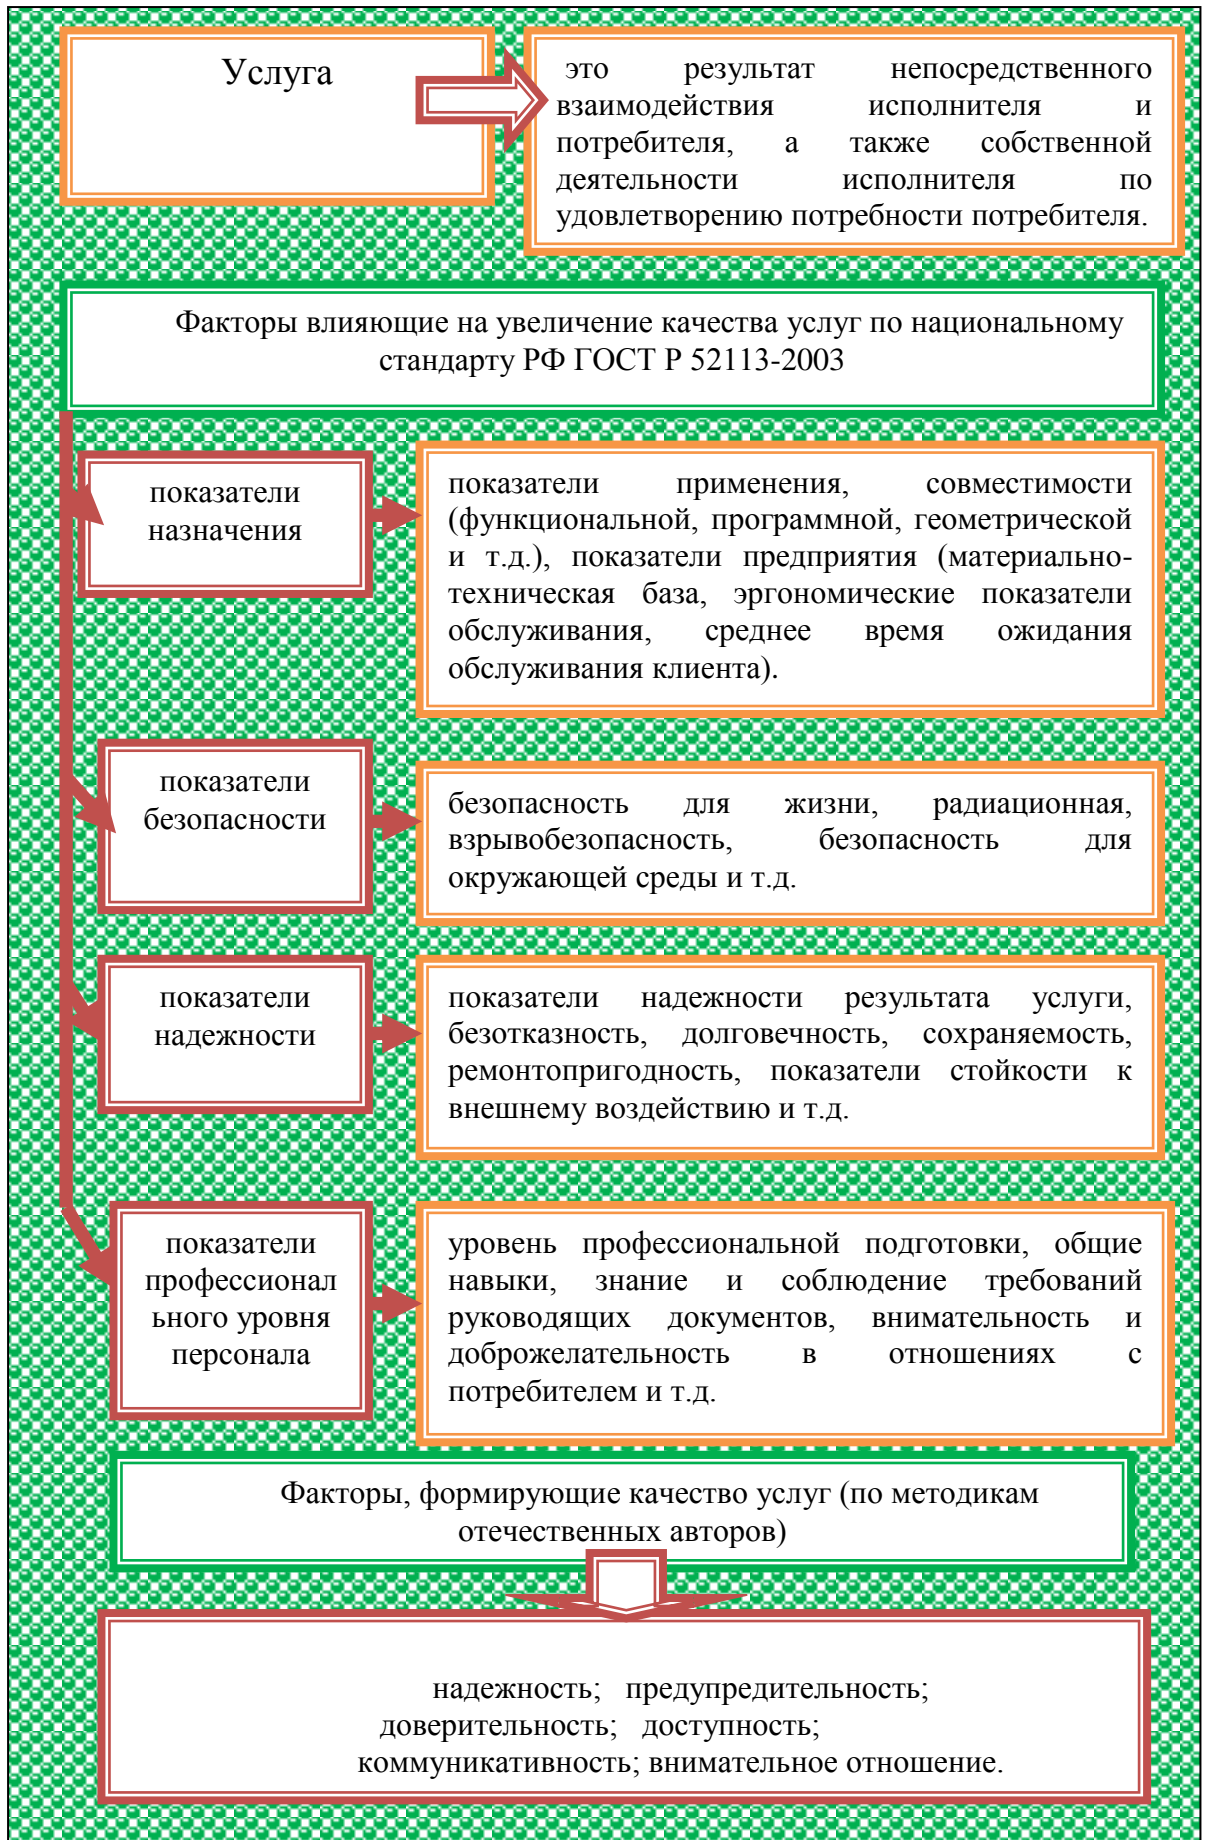 Услуга
это результат непосредственного
взаимодействия исполнителя и
потребителя, а также собственной
деятельности исполнителя по
удовлетворению потребности потребителя.
Факторы влияющие на увеличение качества услуг по национальному
стандарту РФ ГОСТ Р 52113-2003
показатели
назначения
показатели применения, совместимости
(функциональной, программной, геометрической
и т.д.), показатели предприятия (материально-
техническая база, эргономические показатели
обслуживания, среднее время ожидания
обслуживания клиента).
показатели
безопасности
безопасность для жизни, радиационная,
взрывобезопасность, безопасность для
окружающей среды и т.д.
показатели
надежности
показатели надежности результата услуги,
безотказность, долговечность, сохраняемость,
ремонтопригодность, показатели стойкости к
внешнему воздействию и т.д.
показатели
профессионал
ьного уровня
персонала
уровень профессиональной подготовки, общие
навыки, знание и соблюдение требований
руководящих документов, внимательность и
доброжелательность в отношениях с
потребителем и т.д.
Факторы, формирующие качество услуг (по методикам
отечественных авторов)
надежность; предупредительность;
доверительность; доступность;
коммуникативность; внимательное отношение.